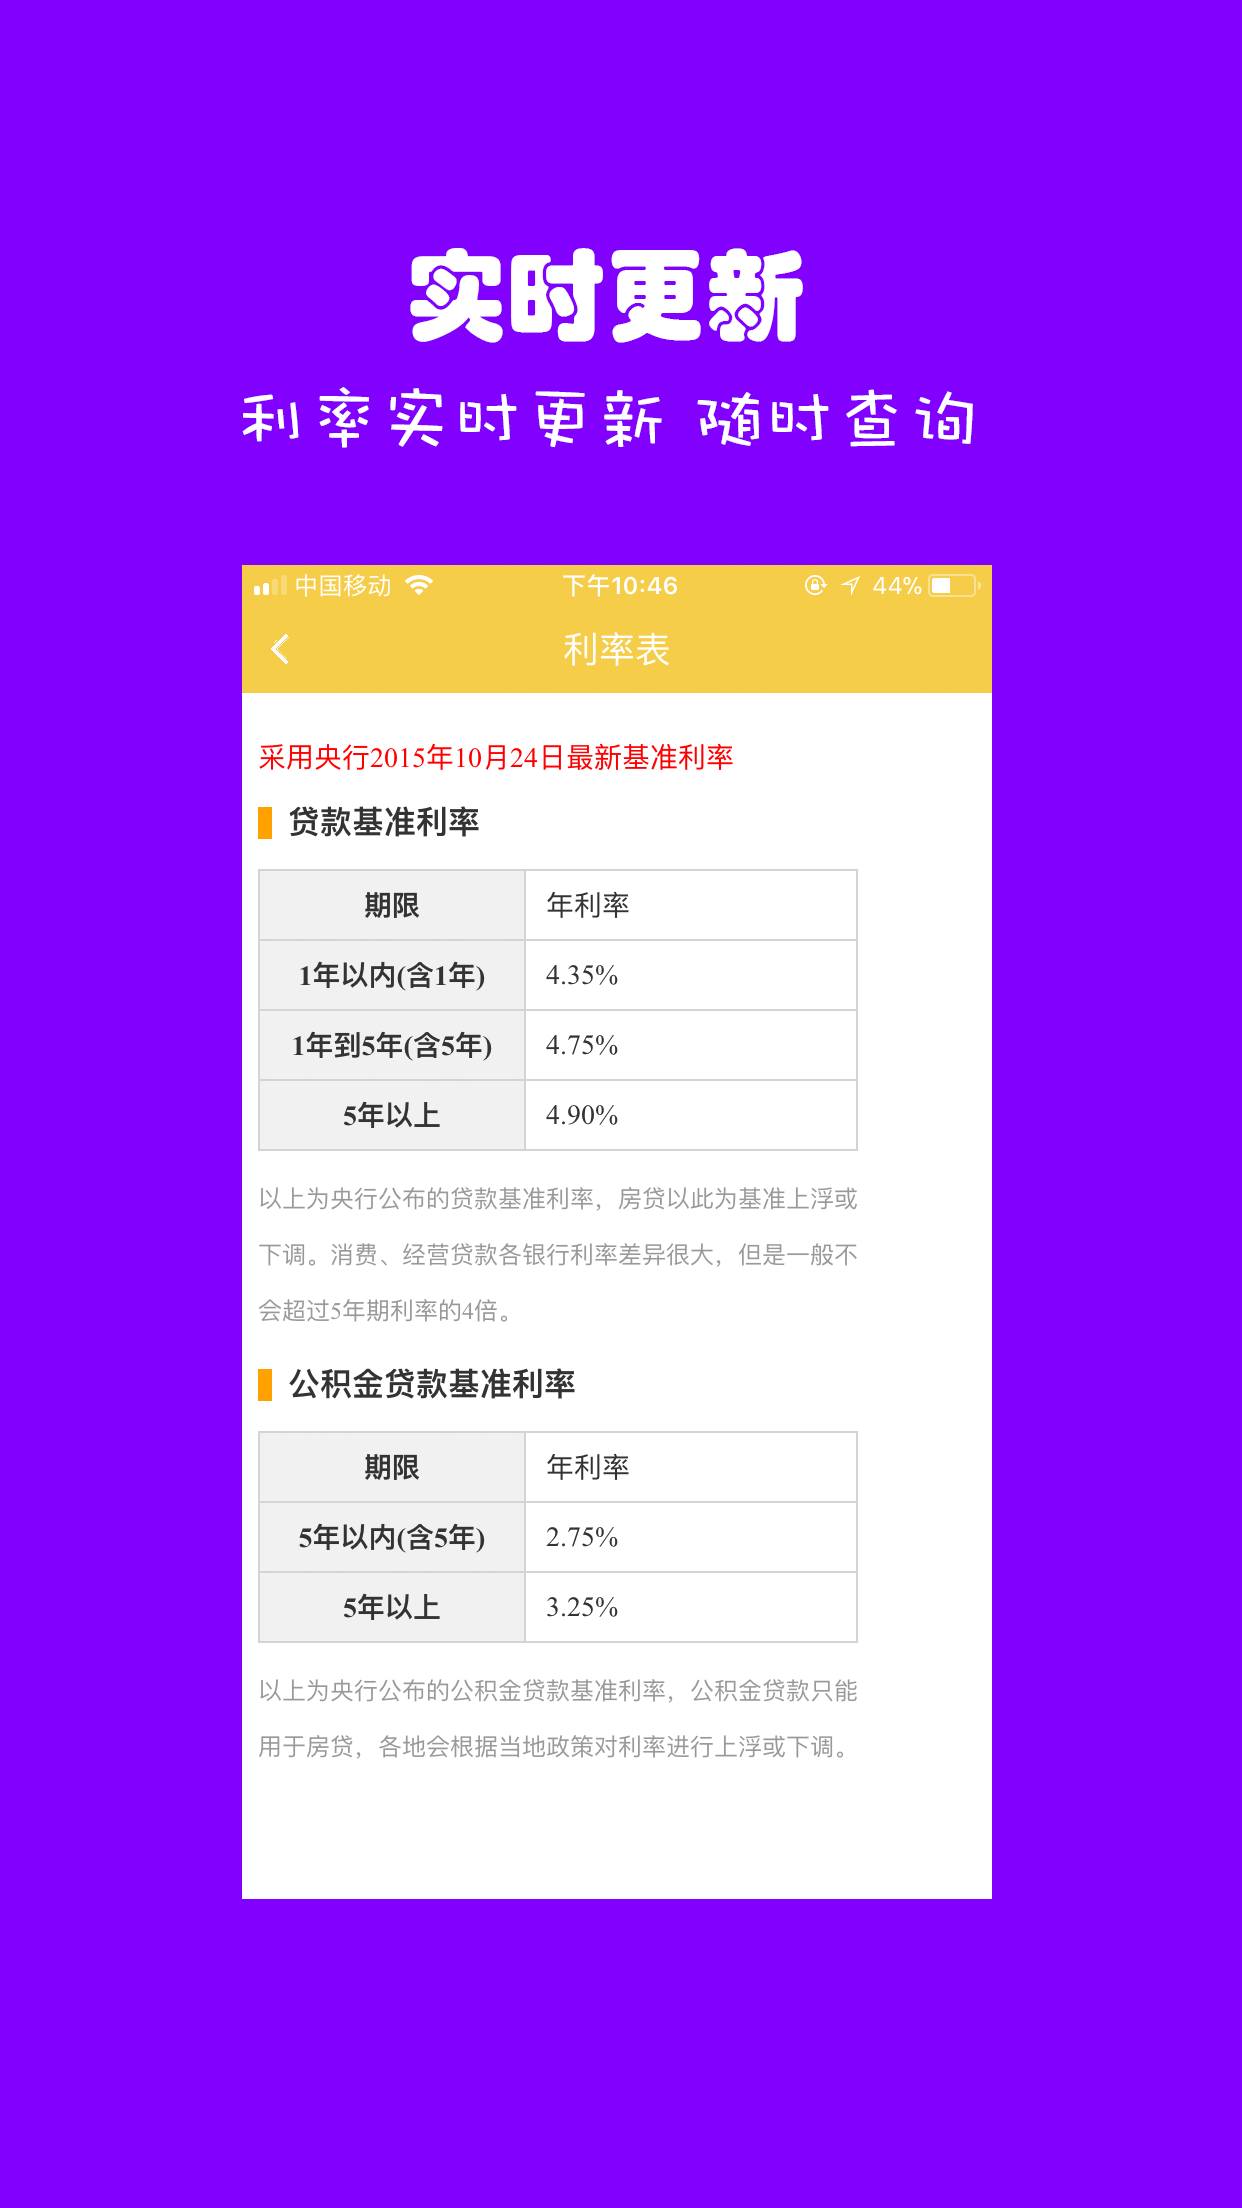 实时更新
利率实时更新 随时查询
中国移动 下午10:46 44%
利率表
采用央行2015年10月24日最新基准利率
贷款基准利率
期限 年利率
1年以内(含1年) 4.35%
1年到5年(含5年) 4.75%
5年以上 4.90%
以上为央行公布的贷款基准利率，房贷以此为基准上浮或
下调。消费、经营贷款各银行利率差异很大，但是一般不
会超过5年期利率的4倍。
公积金贷款基准利率
期限 年利率
5年以内(含5年) 2.75%
5年以上 3.25%
以上为央行公布的公积金贷款基准利率，公积金贷款只能
用于房贷，各地会根据当地政策对利率进行上浮或下调。